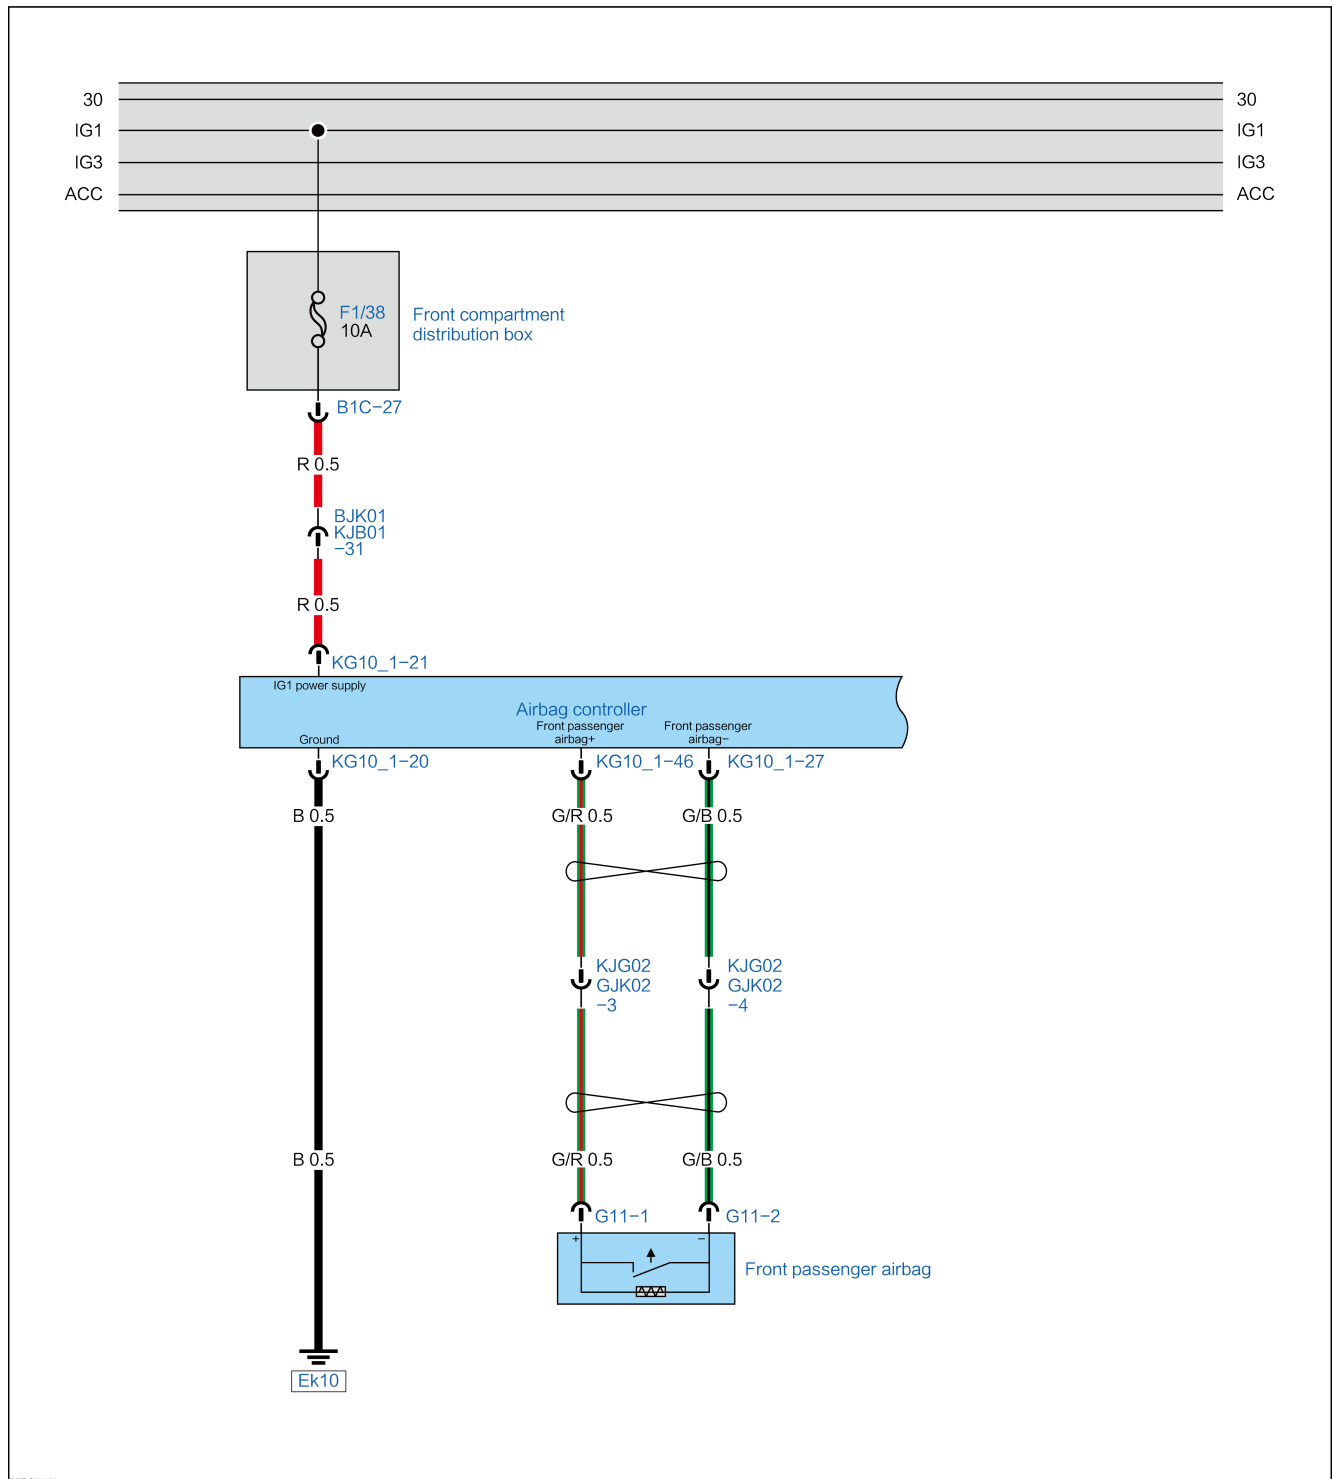 30 30
IG1 IG1
IG3 IG3
ACC ACC
F1/38
10A
Front compartment
distribution box
B1C-27
R 0.5
BJK01
KJB01
-31
R 0.5
KG10_1-21
IG1 power supply
Airbag controller
Front passenger
airbag+
Front passenger
airbag-
Ground
KG10_1-20
KG10_1-46
KG10_1-27
B 0.5
G/R 0.5
G/B 0.5
KJG02
GJK02
-3
KJG02
GJK02
-4
B 0.5
G/R 0.5
G/B 0.5
G11-1
G11-2
+
-
Front passenger airbag
Ek10